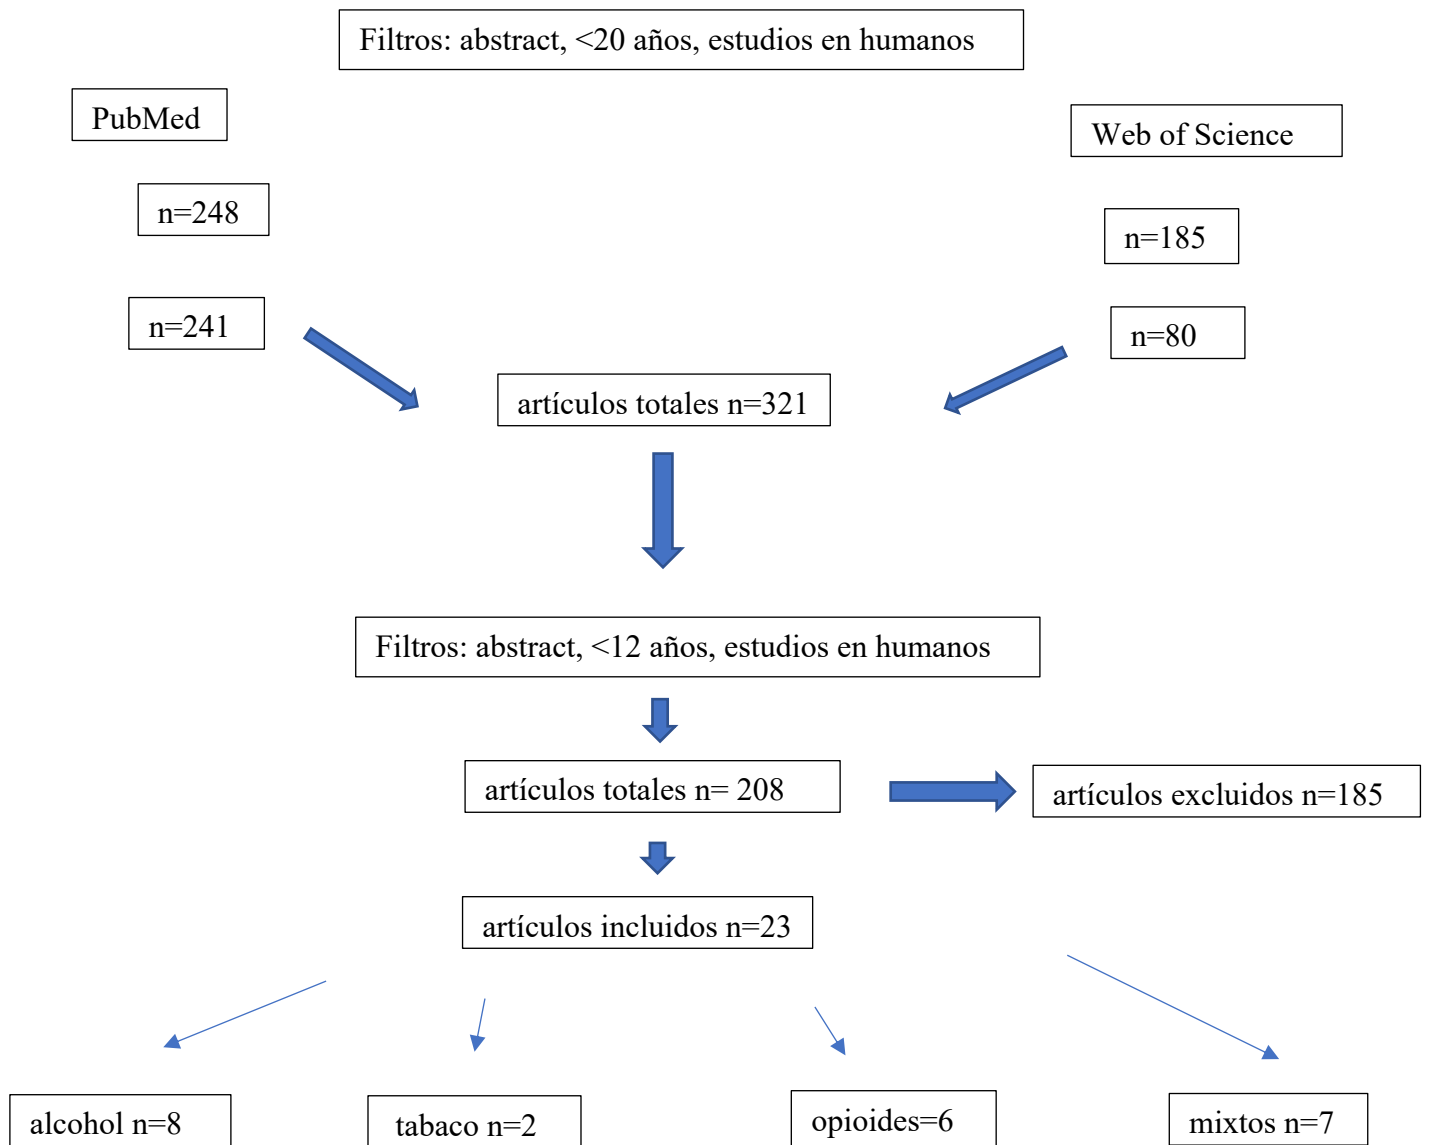 Filtros: abstract, <20 años, estudios en humanos
PubMed
Web of Science
n=248
n=185
n=241
n=80
artículos totales n=321
Filtros: abstract, <12 años, estudios en humanos
artículos totales n= 208
artículos excluidos n=185
artículos incluidos n=23
alcohol n=8
tabaco n=2
opioides=6
mixtos n=7